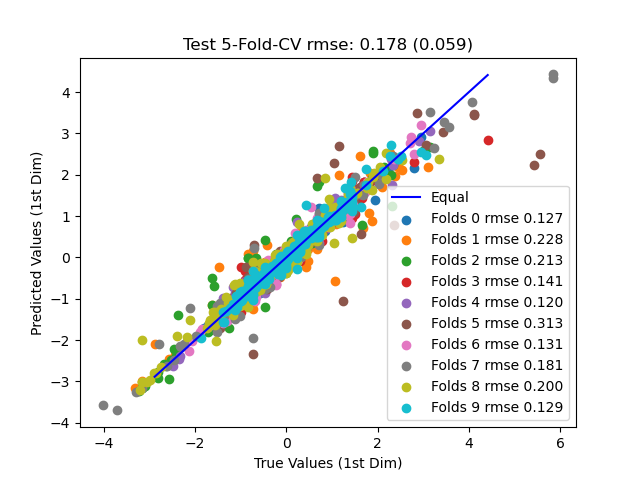 Test 5-Fold-CV rmse: 0.178 (0.059)
Predicted Values (1st Dim)
4
3
2
1
0
−1
−2
−3
−4
Equal
Folds 0 rmse 0.127
Folds 1 rmse 0.228
Folds 2 rmse 0.213
Folds 3 rmse 0.141
Folds 4 rmse 0.120
Folds 5 rmse 0.313
Folds 6 rmse 0.131
Folds 7 rmse 0.181
Folds 8 rmse 0.200
Folds 9 rmse 0.129
−4 −2 0 2 4 6
True Values (1st Dim)